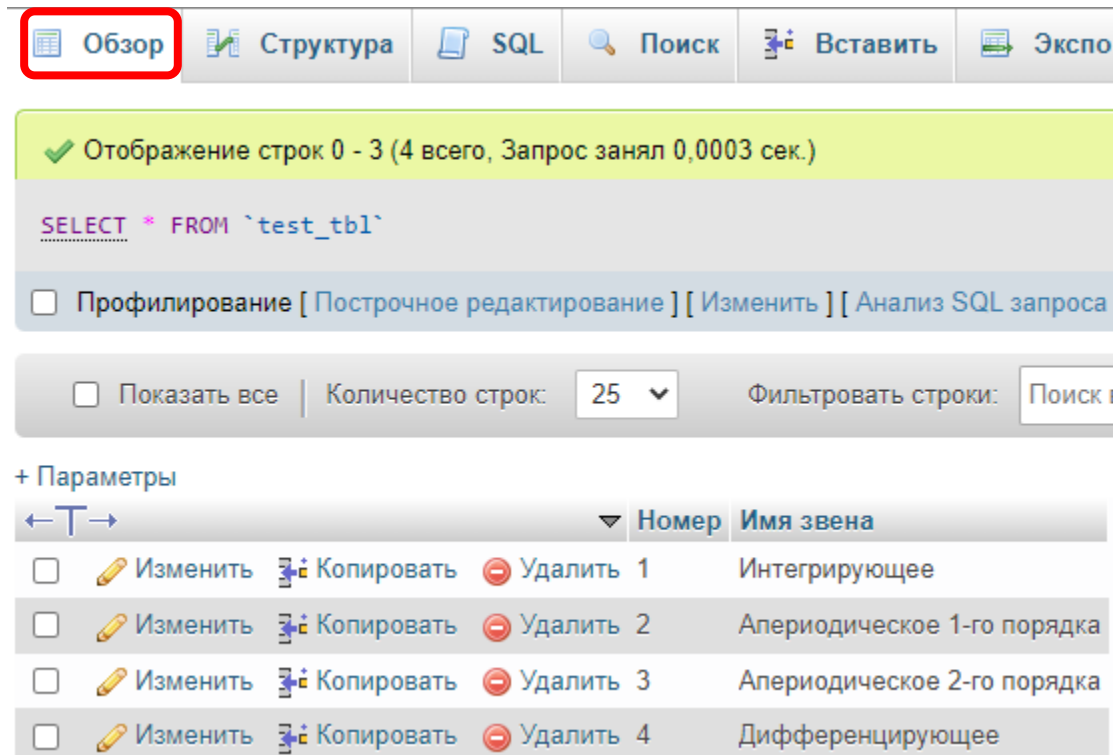 Обзор Структура SQL Поиск Вставить Экспо
Отображение строк 0 - 3 (4 всего, Запрос занял 0,0003 сек.)
SELECT * FROM `test_tbl`
Профилирование [ Построчное редактирование ] [ Изменить ] [ Анализ SQL запроса
Показать все | Количество строк: 25 Фильтровать строки: Поиск
+ Параметры
←T→ Номер Имя звена
Изменить Копировать Удалить 1 Интегрирующее
Изменить Копировать Удалить 2 Апериодическое 1-го порядка
Изменить Копировать Удалить 3 Апериодическое 2-го порядка
Изменить Копировать Удалить 4 Дифференцирующее